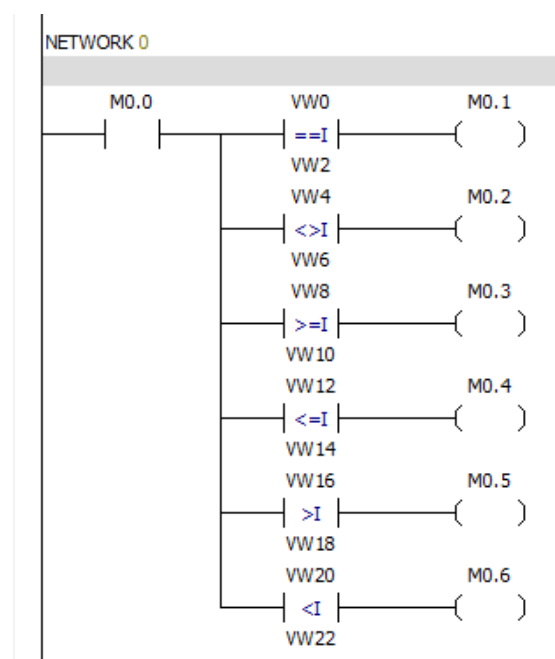 NETWORK 0
M0.0 VW0 M0.1
==I
VW2
VW4 M0.2
<>I
VW6
VW8 M0.3
>=I
VW10
VW12 M0.4
<=I
VW14
VW16 M0.5
>I
VW18
VW20 M0.6
<I
VW22